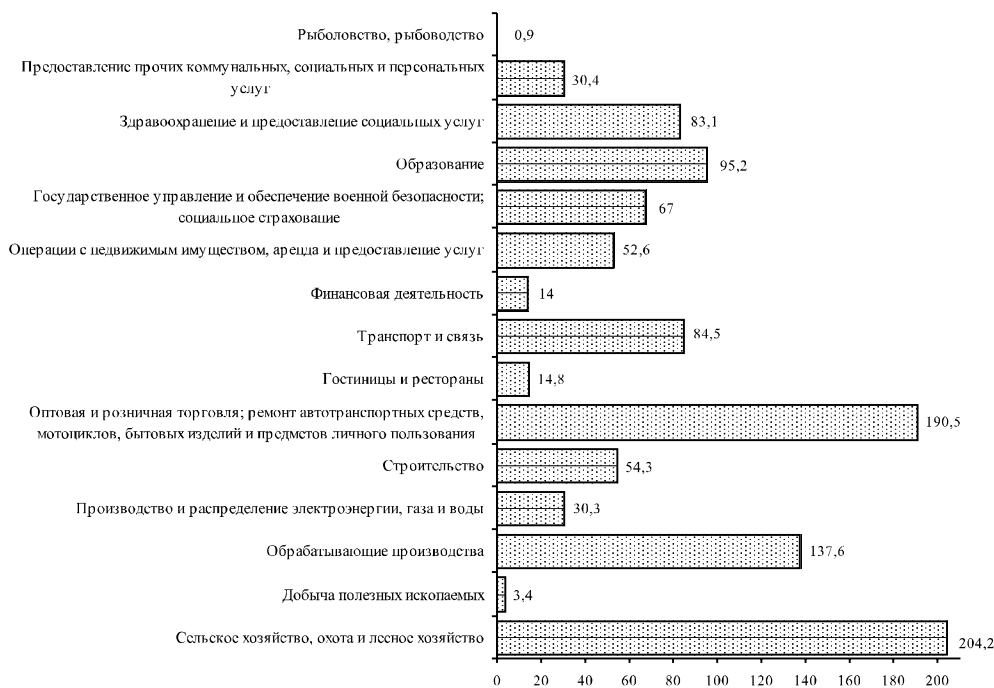 Рыболовство, рыбоводство 0,9
Предоставление прочих коммунальных, социальных и персональных
услуг 30,4
Здравоохранение и предоставление социальных услуг 83,1
Образование 95,2
Государственное управление и обеспечение военной безопасности;
социальное страхование 67
Операции с недвижимым имуществом, аренда и предоставление услуг 52,6
Финансовая деятельность 14
Транспорт и связь 84,5
Гостиницы и рестораны 14,8
Оптовая и розничная торговля; ремонт автотранспортных средств,
мотоциклов, бытовых изделий и предметов личного пользования 190,5
Строительство 54,3
Производство и распределение электроэнергии, газа и воды 30,3
Обрабатывающие производства 137,6
Добыча полезных ископаемых 3,4
Сельское хозяйство, охота и лесное хозяйство 204,2
0 20 40 60 80 100 120 140 160 180 200